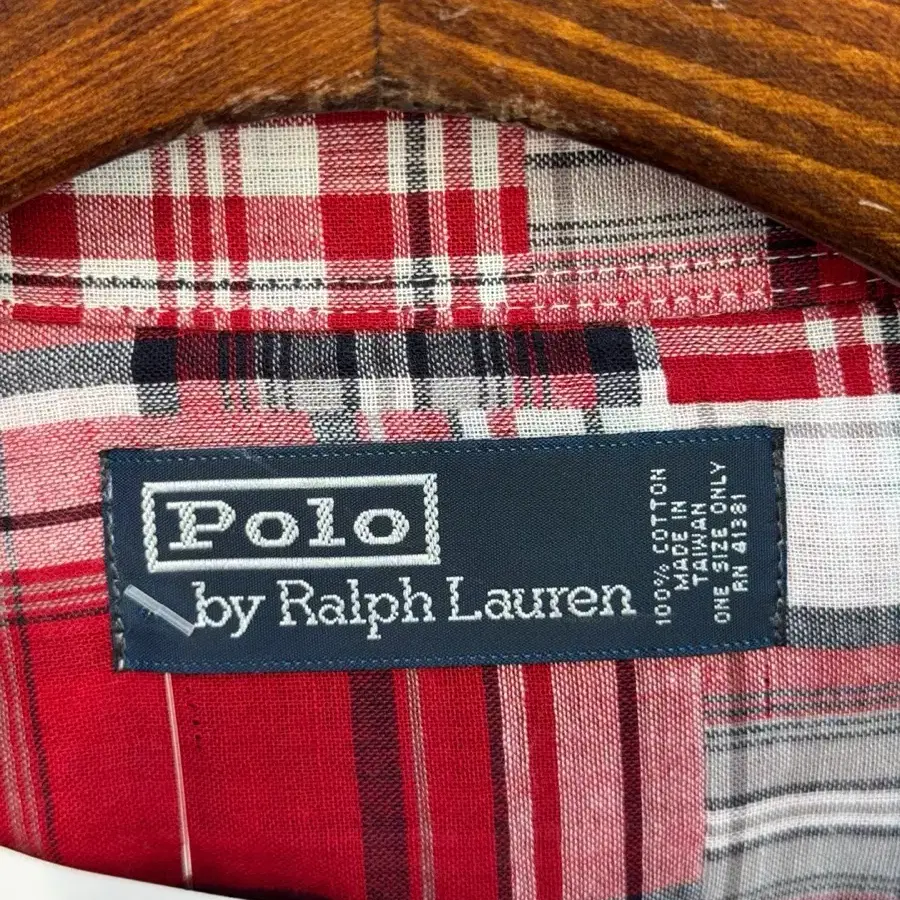 Polo
by Ralph Lauren
100% COTTON
MADE IN
TAIWAN
ONE SIZE ONLY
RN 41381